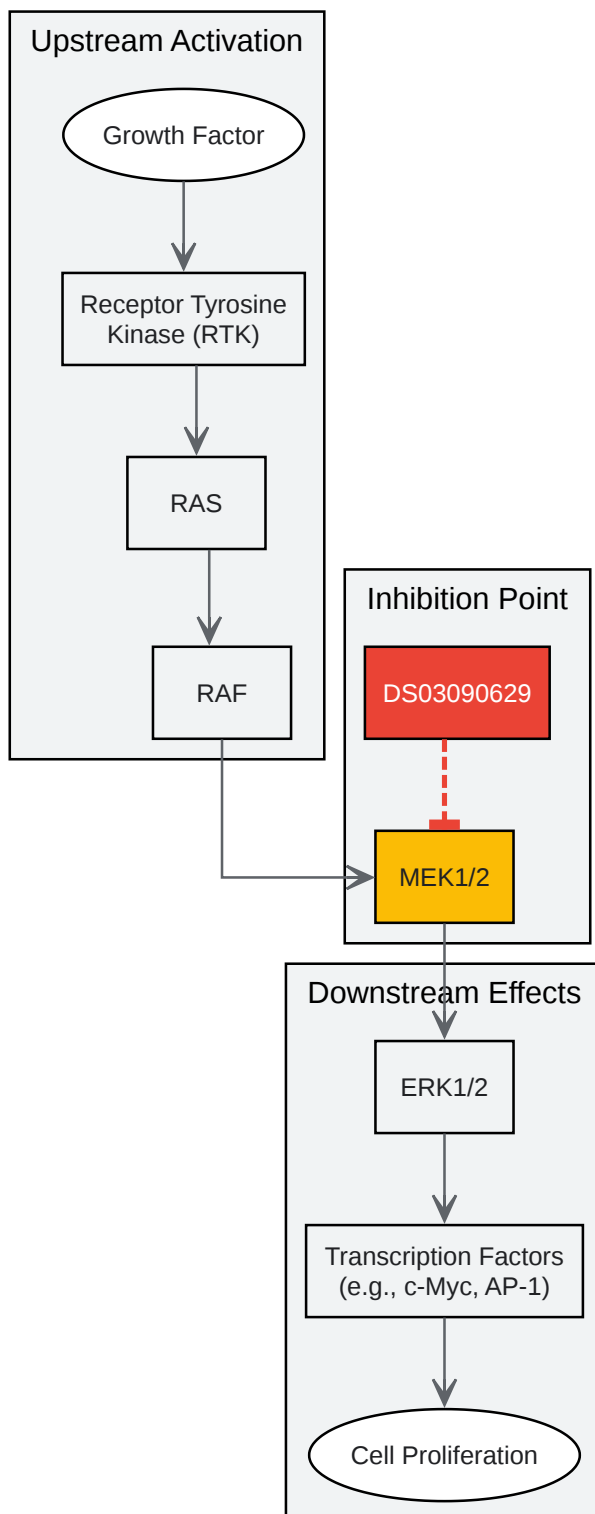 Upstream Activation
Growth Factor
Receptor Tyrosine
Kinase (RTK)
RAS
RAF
Inhibition Point
DS03090629
MEK1/2
Downstream Effects
ERK1/2
Transcription Factors
(e.g., c-Myc, AP-1)
Cell Proliferation